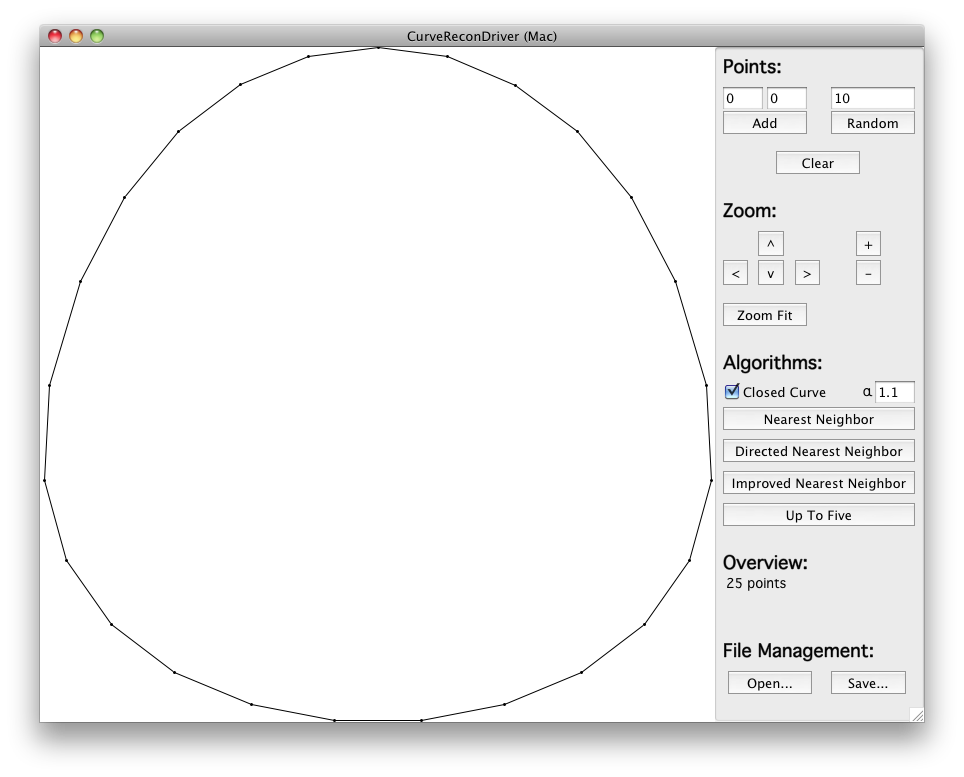 CurveReconDriver (Mac)
Points:
0 0 10
Add Random
Clear
Zoom:
^ +
< v > -
Zoom Fit
Algorithms:
Closed Curve α 1.1
Nearest Neighbor
Directed Nearest Neighbor
Improved Nearest Neighbor
Up To Five
Overview:
25 points
File Management:
Open... Save...